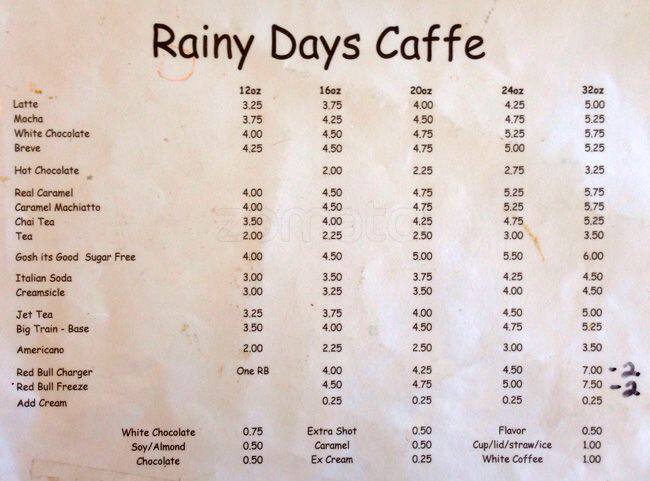 Rainy Days Caffe
12oz 16oz 20oz 24oz 32oz
Latte 3.25 3.75 4.00 4.25 5.00
Mocha 3.75 4.25 4.50 4.75 5.25
White Chocolate 4.00 4.50 4.75 5.25 5.75
Breve 4.25 4.50 4.75 5.00 5.25
Hot Chocolate 2.00 2.25 2.75 3.25
Real Caramel 4.00 4.50 4.75 5.25 5.75
Caramel Machiatto 4.00 4.50 4.75 5.25 5.75
Chai Tea 3.50 4.00 4.25 4.75 5.25
Tea 2.00 2.25 2.50 3.00 3.50
zomato
Gosh its Good Sugar Free 4.00 4.50 5.00 5.50 6.00
Italian Soda 3.00 3.50 3.75 4.25 4.50
Creamsicle 3.00 3.25 3.50 4.00 4.50
Jet Tea 3.25 3.75 4.00 4.50 5.00
Big Train - Base 3.50 4.00 4.50 4.75 5.25
Americano 2.00 2.25 2.50 3.00 3.50
Red Bull Charger One RB 4.00 4.25 4.50 7.00 -2
Red Bull Freeze 4.50 4.75 5.00 7.50 -2
Add Cream 0.25 0.25 0.25 0.25
White Chocolate 0.75 Extra Shot 0.50 Flavor 0.50
Soy/Almond 0.50 Caramel 0.50 Cup/lid/straw/ice 1.00
Chocolate 0.50 Ex Cream 0.25 White Coffee 1.00